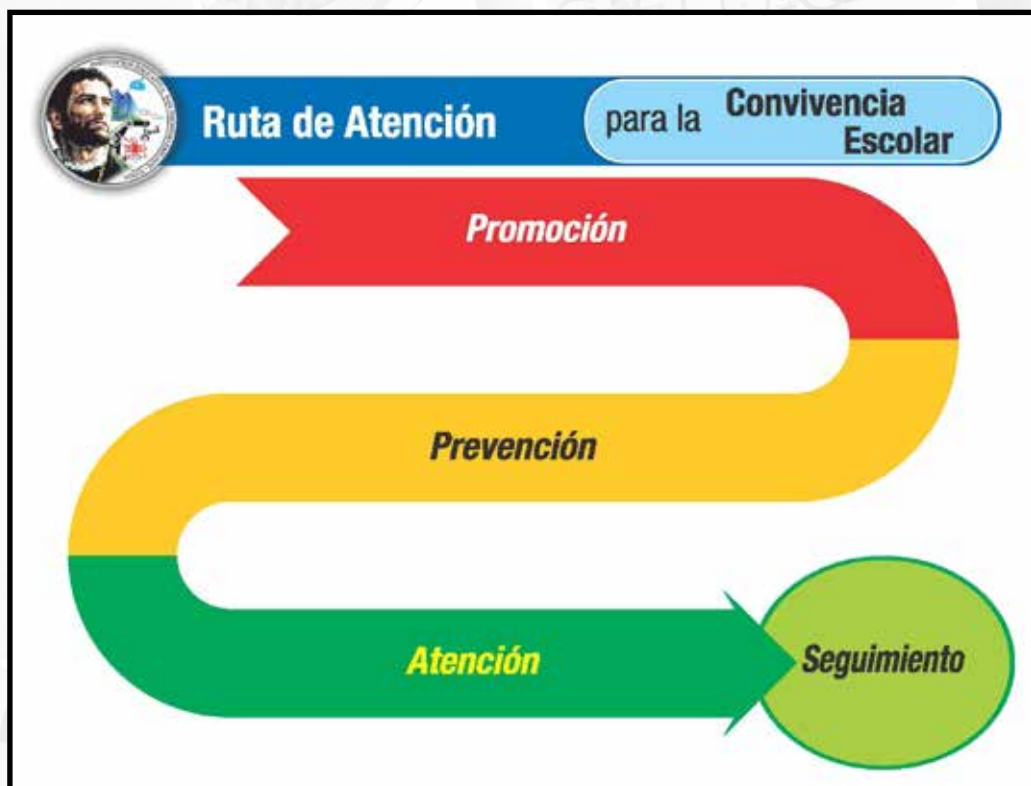 Ruta de Atención
para la Convivencia
Escolar
Promoción
Prevención
Atención
Seguimiento